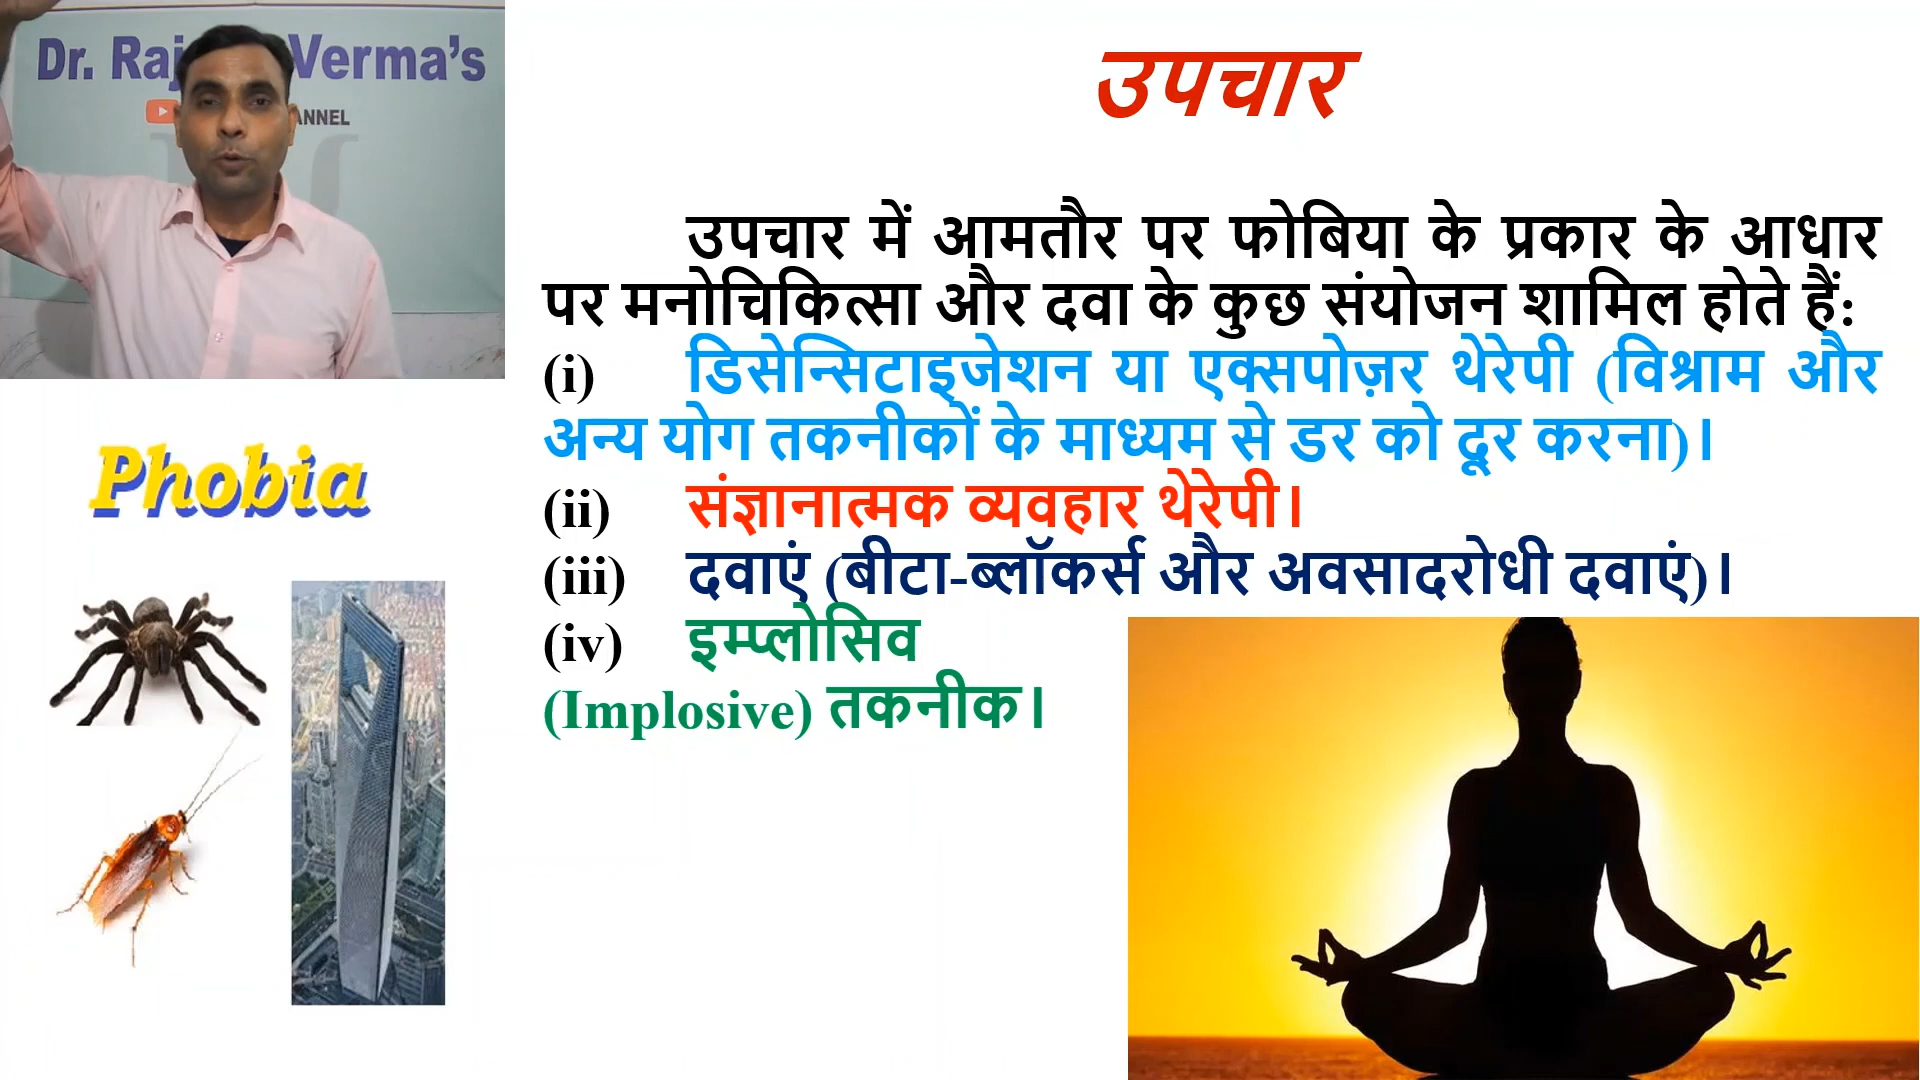 Dr. Raj Verma's
ANNEL
उपचार
उपचार में आमतौर पर फोबिया के प्रकार के आधार
पर मनोचिकित्सा और दवा के कुछ संयोजन शामिल होते हैं:
(i) डिसेन्सिटाइजेशन या एक्सपोज़र थेरेपी (विश्राम और
अन्य योग तकनीकों के माध्यम से डर को दूर करना)।
(ii) संज्ञानात्मक व्यवहार थेरेपी।
(iii) दवाएं (बीटा-ब्लॉकर्स और अवसादरोधी दवाएं)।
(iv) इम्प्लोसिव
(Implosive) तकनीक।
Phobia